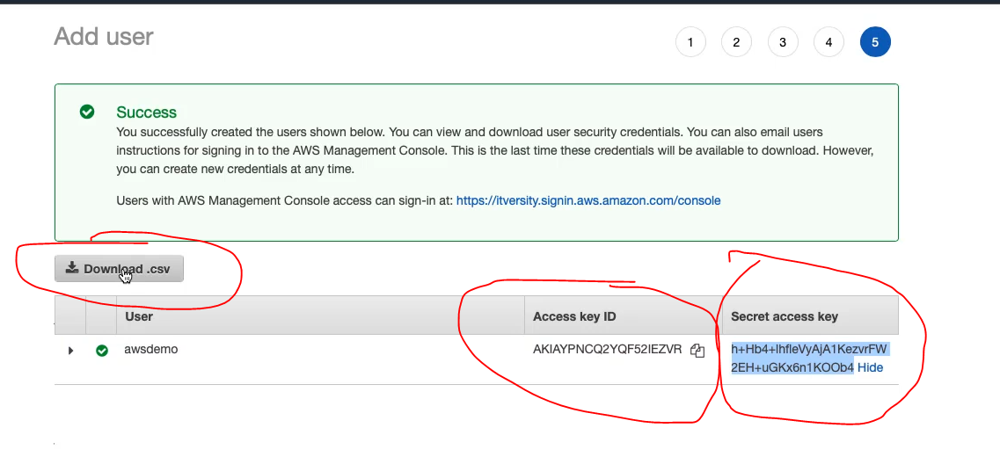 Add user
1 2 3 4 5
Success
You successfully created the users shown below. You can view and download user security credentials. You can also email users
instructions for signing in to the AWS Management Console. This is the last time these credentials will be available to download. However,
you can create new credentials at any time.
Users with AWS Management Console access can sign-in at: https://itversity.signin.aws.amazon.com/console
Download .csv
User Access key ID Secret access key
awsdemo AKIAYPNCQ2YQF52IEZVR
2EH+uGKx6n1KOOb4 Hide